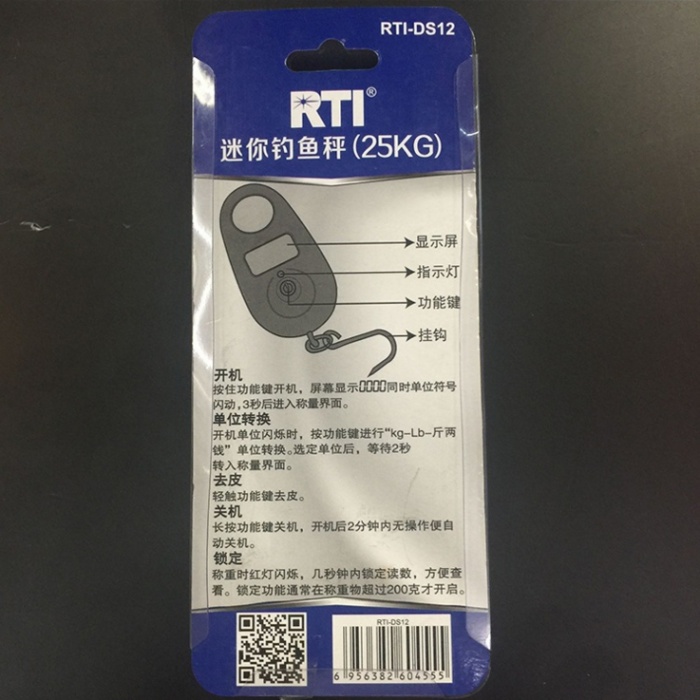 RTI-DS12
RTI®
迷你钓鱼秤(25KG)
显示屏
指示灯
功能键
挂钩
开机
按住功能键开机，屏幕显示0000同时单位符号
闪动,3秒后进入称量界面。
单位转换
开机单位闪烁时，按功能键进行“kg-Lb-斤两
钱”单位转换。选定单位后，等待2秒
转入称量界面。
去皮
轻触功能键去皮。
关机
长按功能键关机，开机后2分钟内无操作便自
动关机。
锁定
称重时红灯闪烁，几秒钟内锁定读数，方便查
看。锁定功能通常在称重物超过200克才开启。
RTI-DS12
6 956382 604555